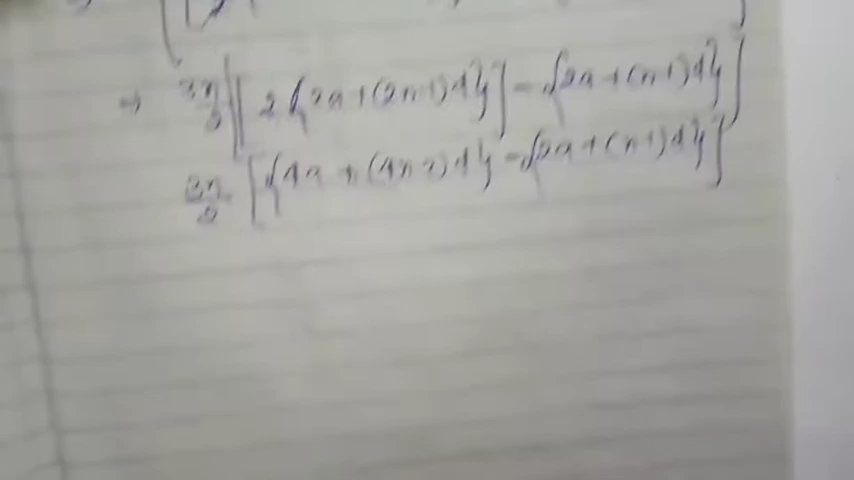 ⇒ 3n/2 [[2{2a+(2n-1)d}] - {2a+(n-1)d}]
3n/2 [{4a+(4n-2)d} - {2a+(n-1)d}]